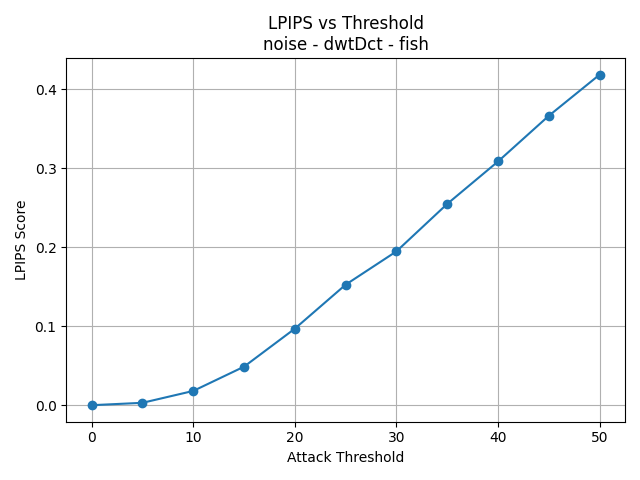 LPIPS vs Threshold
noise - dwtDct - fish
LPIPS Score
0.4
0.3
0.2
0.1
0.0
0 10 20 30 40 50
Attack Threshold